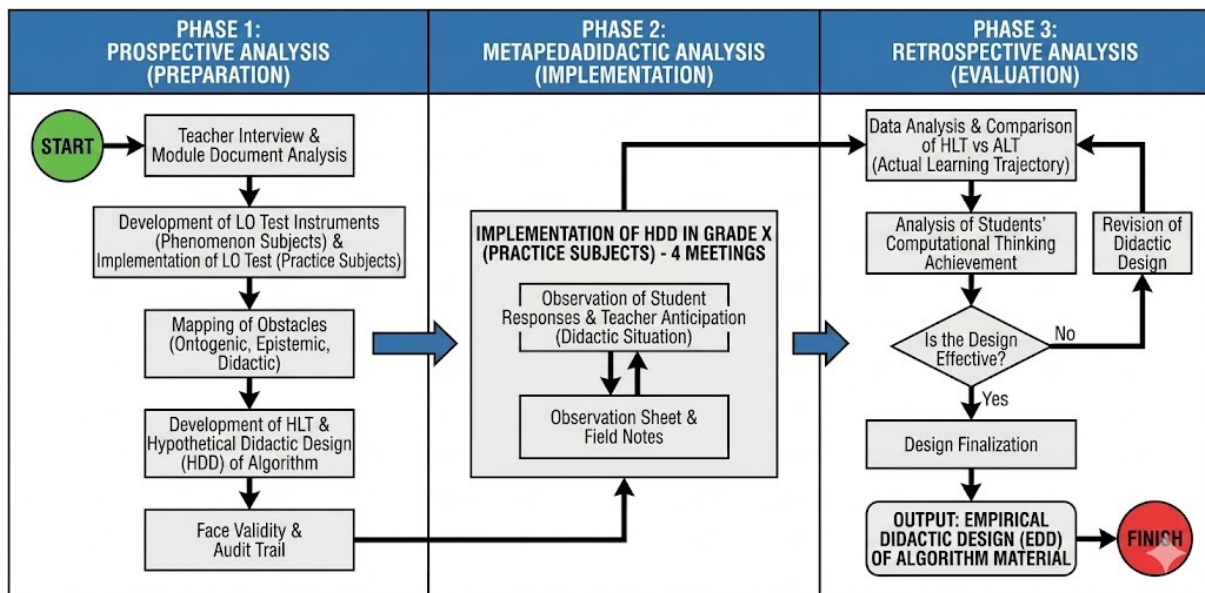 PHASE 1:
PROSPECTIVE ANALYSIS
(PREPARATION)
START
Teacher Interview &
Module Document Analysis
Development of LO Test Instruments
(Phenomenon Subjects) &
Implementation of LO Test (Practice Subjects)
Mapping of Obstacles
(Ontogenic, Epistemic,
Didactic)
Development of HLT &
Hypothetical Didactic Design
(HDD) of Algorithm
Face Validity &
Audit Trail
PHASE 2:
METAPEDADIDACTIC ANALYSIS
(IMPLEMENTATION)
IMPLEMENTATION OF HDD IN GRADE X
(PRACTICE SUBJECTS) - 4 MEETINGS
Observation of Student
Responses & Teacher Anticipation
(Didactic Situation)
Observation Sheet &
Field Notes
PHASE 3:
RETROSPECTIVE ANALYSIS
(EVALUATION)
Data Analysis & Comparison
of HLT vs ALT
(Actual Learning Trajectory)
Analysis of Students'
Computational Thinking
Achievement
Revision of
Didactic
Design
Is the Design
Effective?
No
Yes
Design Finalization
OUTPUT: EMPIRICAL
DIDACTIC DESIGN (EDD)
OF ALGORITHM MATERIAL
FINISH